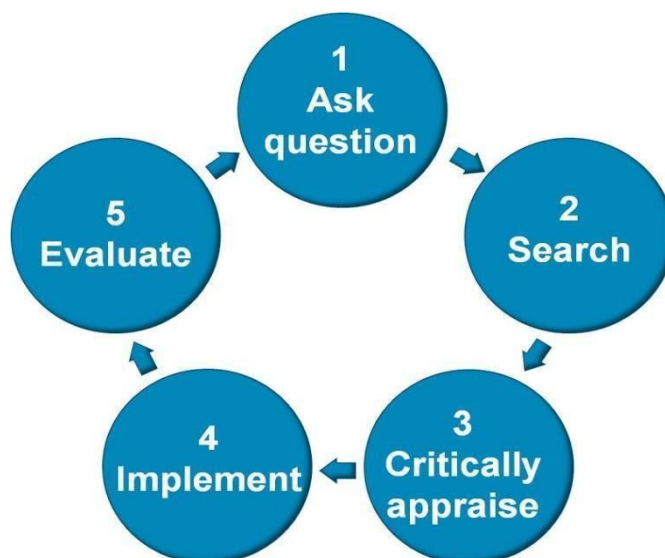 1
Ask
question
2
Search
3
Critically
appraise
4
Implement
5
Evaluate